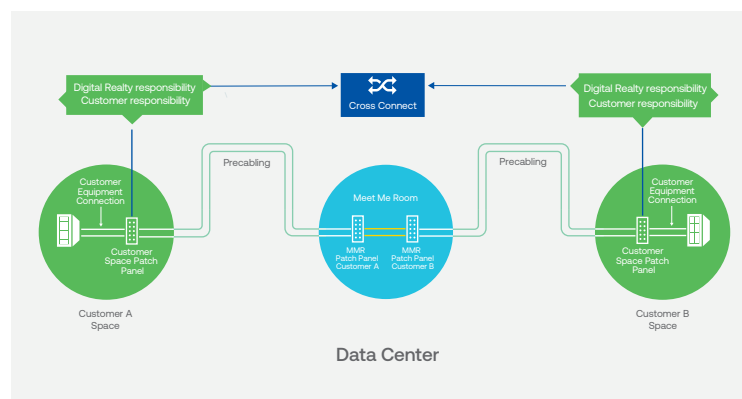 Digital Realty responsibility
Customer responsibility
Cross Connect
Digital Realty responsibility
Customer responsibility
Precabling
Precabling
Customer
Equipment
Connection
Customer
Space Patch
Panel
Meet Me Room
MMR
Patch Panel
Customer A
MMR
Patch Panel
Customer B
Customer
Equipment
Connection
Customer
Space Patch
Panel
Customer A
Space
Customer B
Space
Data Center